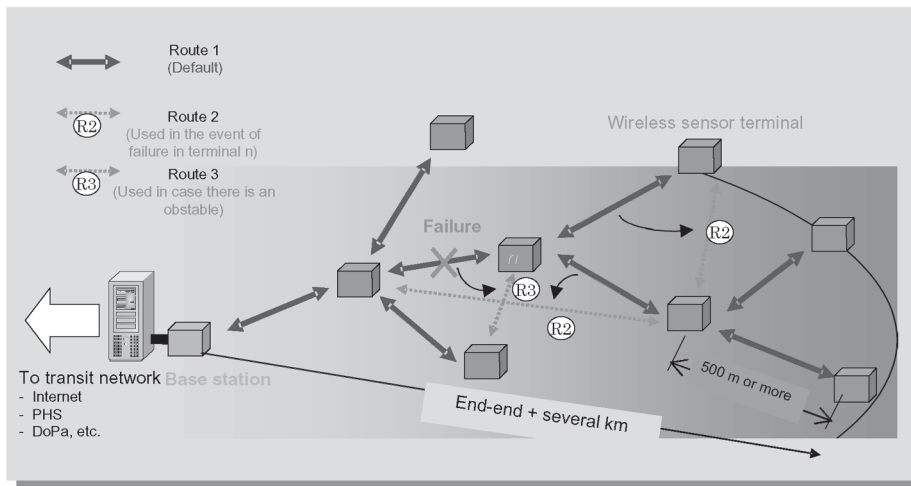 Route 1
(Default)
R2
Route 2
(Used in the event of
failure in terminal n)
R3
Route 3
(Used in case there is an
obstable)
Wireless sensor terminal
Failure
n
R2
R3
R2
500 m or more
To transit network
Base station
- Internet
- PHS
- DoPa, etc.
End-end + several km